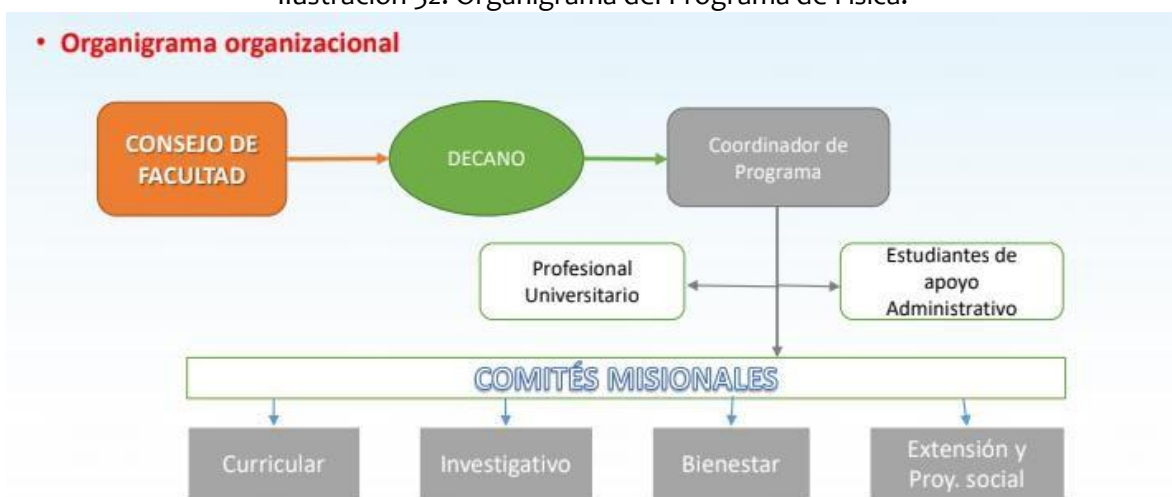 Ilustración 52. Organigrama del Programa de Física.
• Organigrama organizacional
CONSEJO DE
FACULTAD
DECANO
Coordinador de
Programa
Profesional
Universitario
Estudiantes de
apoyo
Administrativo
COMITÉS MISIONALES
Curricular
Investigativo
Bienestar
Extensión y
Proy. social